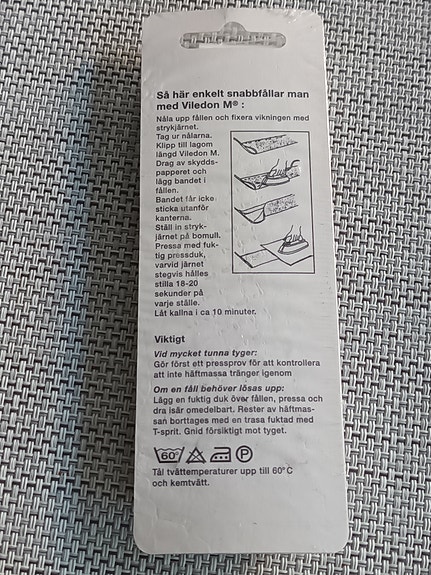 Så här enkelt snabbfållar man
med Viledon M® :
Nåla upp fållen och fixera vikningen med
strykjärnet.
Tag ur nålarna.
Klipp till lagom
längd Viledon M.
Drag av skydds-
papperet och
lägg bandet i
fållen.
Bandet får icke
sticka utanför
kanterna.
Ställ in stryk-
järnet på bomull.
Pressa med fuk-
tig pressduk,
varvid järnet
stegvis hålles
stilla 18-20
sekunder på
varje ställe.
Låt kallna i ca 10 minuter.
Viktigt
Vid mycket tunna tyger:
Gör först ett pressprov för att kontrollera
att inte häftmassa tränger igenom
Om en fåll behöver lösas upp:
Lägg en fuktig duk över fållen, pressa och
dra isär omedelbart. Rester av häftmas-
san borttages med en trasa fuktad med
T-sprit. Gnid försiktigt mot tyget.
60° P
Tål tvättemperaturer upp till 60°C
och kemtvätt.